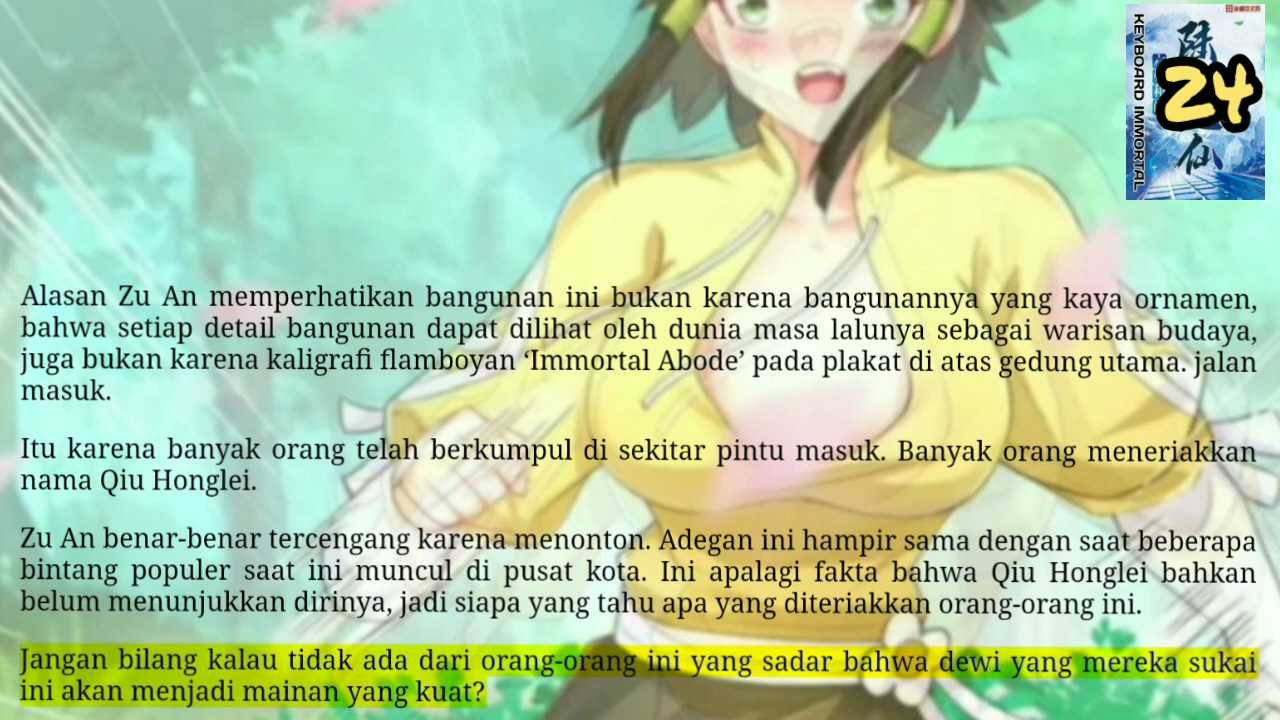 KEYBOARD IMMORTAL
24
仙
Alasan Zu An memperhatikan bangunan ini bukan karena bangunannya yang kaya ornamen,
bahwa setiap detail bangunan dapat dilihat oleh dunia masa lalunya sebagai warisan budaya,
juga bukan karena kaligrafi flamboyan ‘Immortal Abode’ pada plakat di atas gedung utama. jalan
masuk.
Itu karena banyak orang telah berkumpul di sekitar pintu masuk. Banyak orang meneriakkan
nama Qiu Honglei.
Zu An benar-benar tercengang karena menonton. Adegan ini hampir sama dengan saat beberapa
bintang populer saat ini muncul di pusat kota. Ini apalagi fakta bahwa Qiu Honglei bahkan
belum menunjukkan dirinya, jadi siapa yang tahu apa yang diteriakkan orang-orang ini.
Jangan bilang kalau tidak ada dari orang-orang ini yang sadar bahwa dewi yang mereka sukai
ini akan menjadi mainan yang kuat?